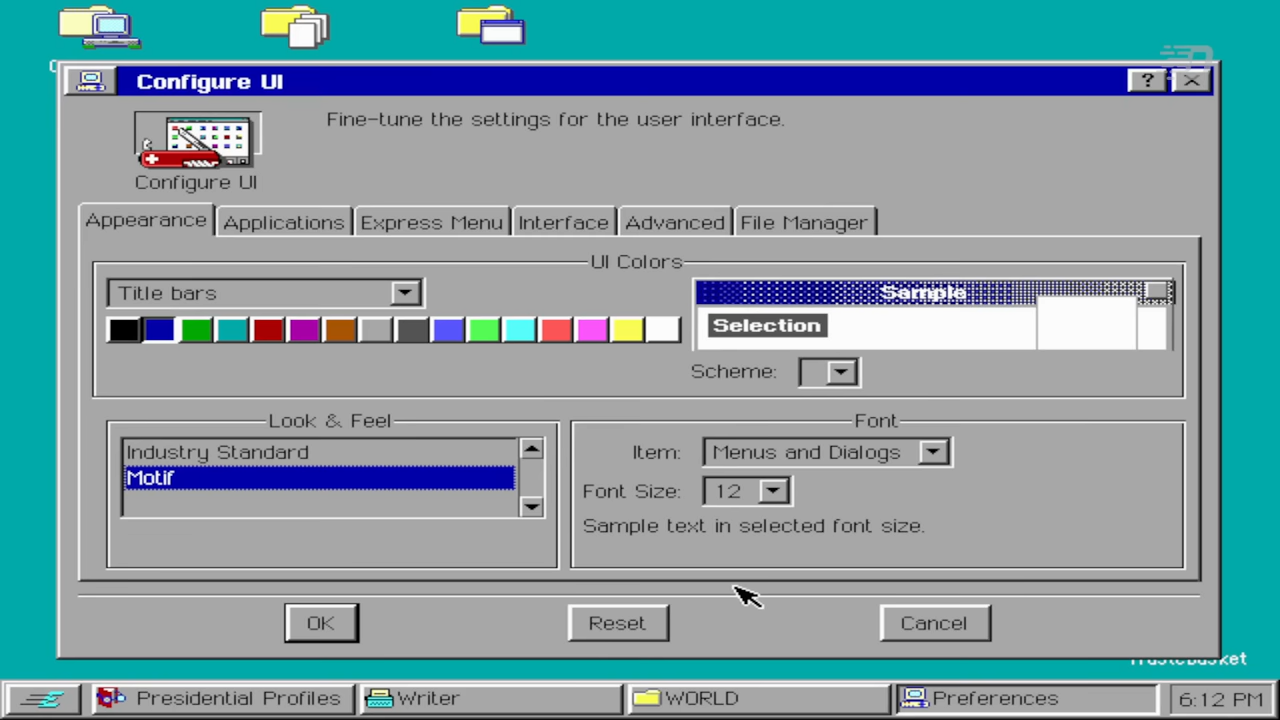 Configure UI
?
Fine-tune the settings for the user interface.
Configure UI
Appearance Applications Express Menu Interface Advanced File Manager
UI Colors
Title bars
Sample
Selection
Scheme:
Look & Feel
Industry Standard
Motif
Font
Item: Menus and Dialogs
Font Size: 12
Sample text in selected font size.
OK Reset Cancel
Presidential Profiles Writer WORLD Preferences 6:12 PM